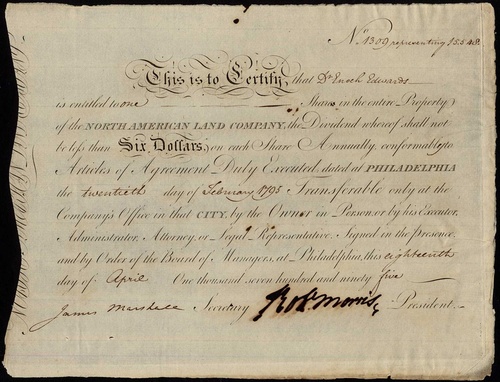 No. 1309 representing 15548.
This is to Certify, that Dr Enoch Edwards
is entitled to one Share in the entire Property
of the NORTH AMERICAN LAND COMPANY, the Dividend whereof shall not
be less than Six Dollars, on each Share Annually, conformably to
Articles of Agreement Duly Executed, dated at PHILADELPHIA
the twentieth day of February 1795 Transferable only at the
Company's Office in that CITY, by the Owner in Person, or by his Executor,
Administrator, Attorney, or Legal Representative. Signed in the presence,
and by Order of the Board of Managers, at Philadelphia, this eighteenth
day of April One thousand seven hundred and ninety five
James Marshall Secretary Robt Morris President.